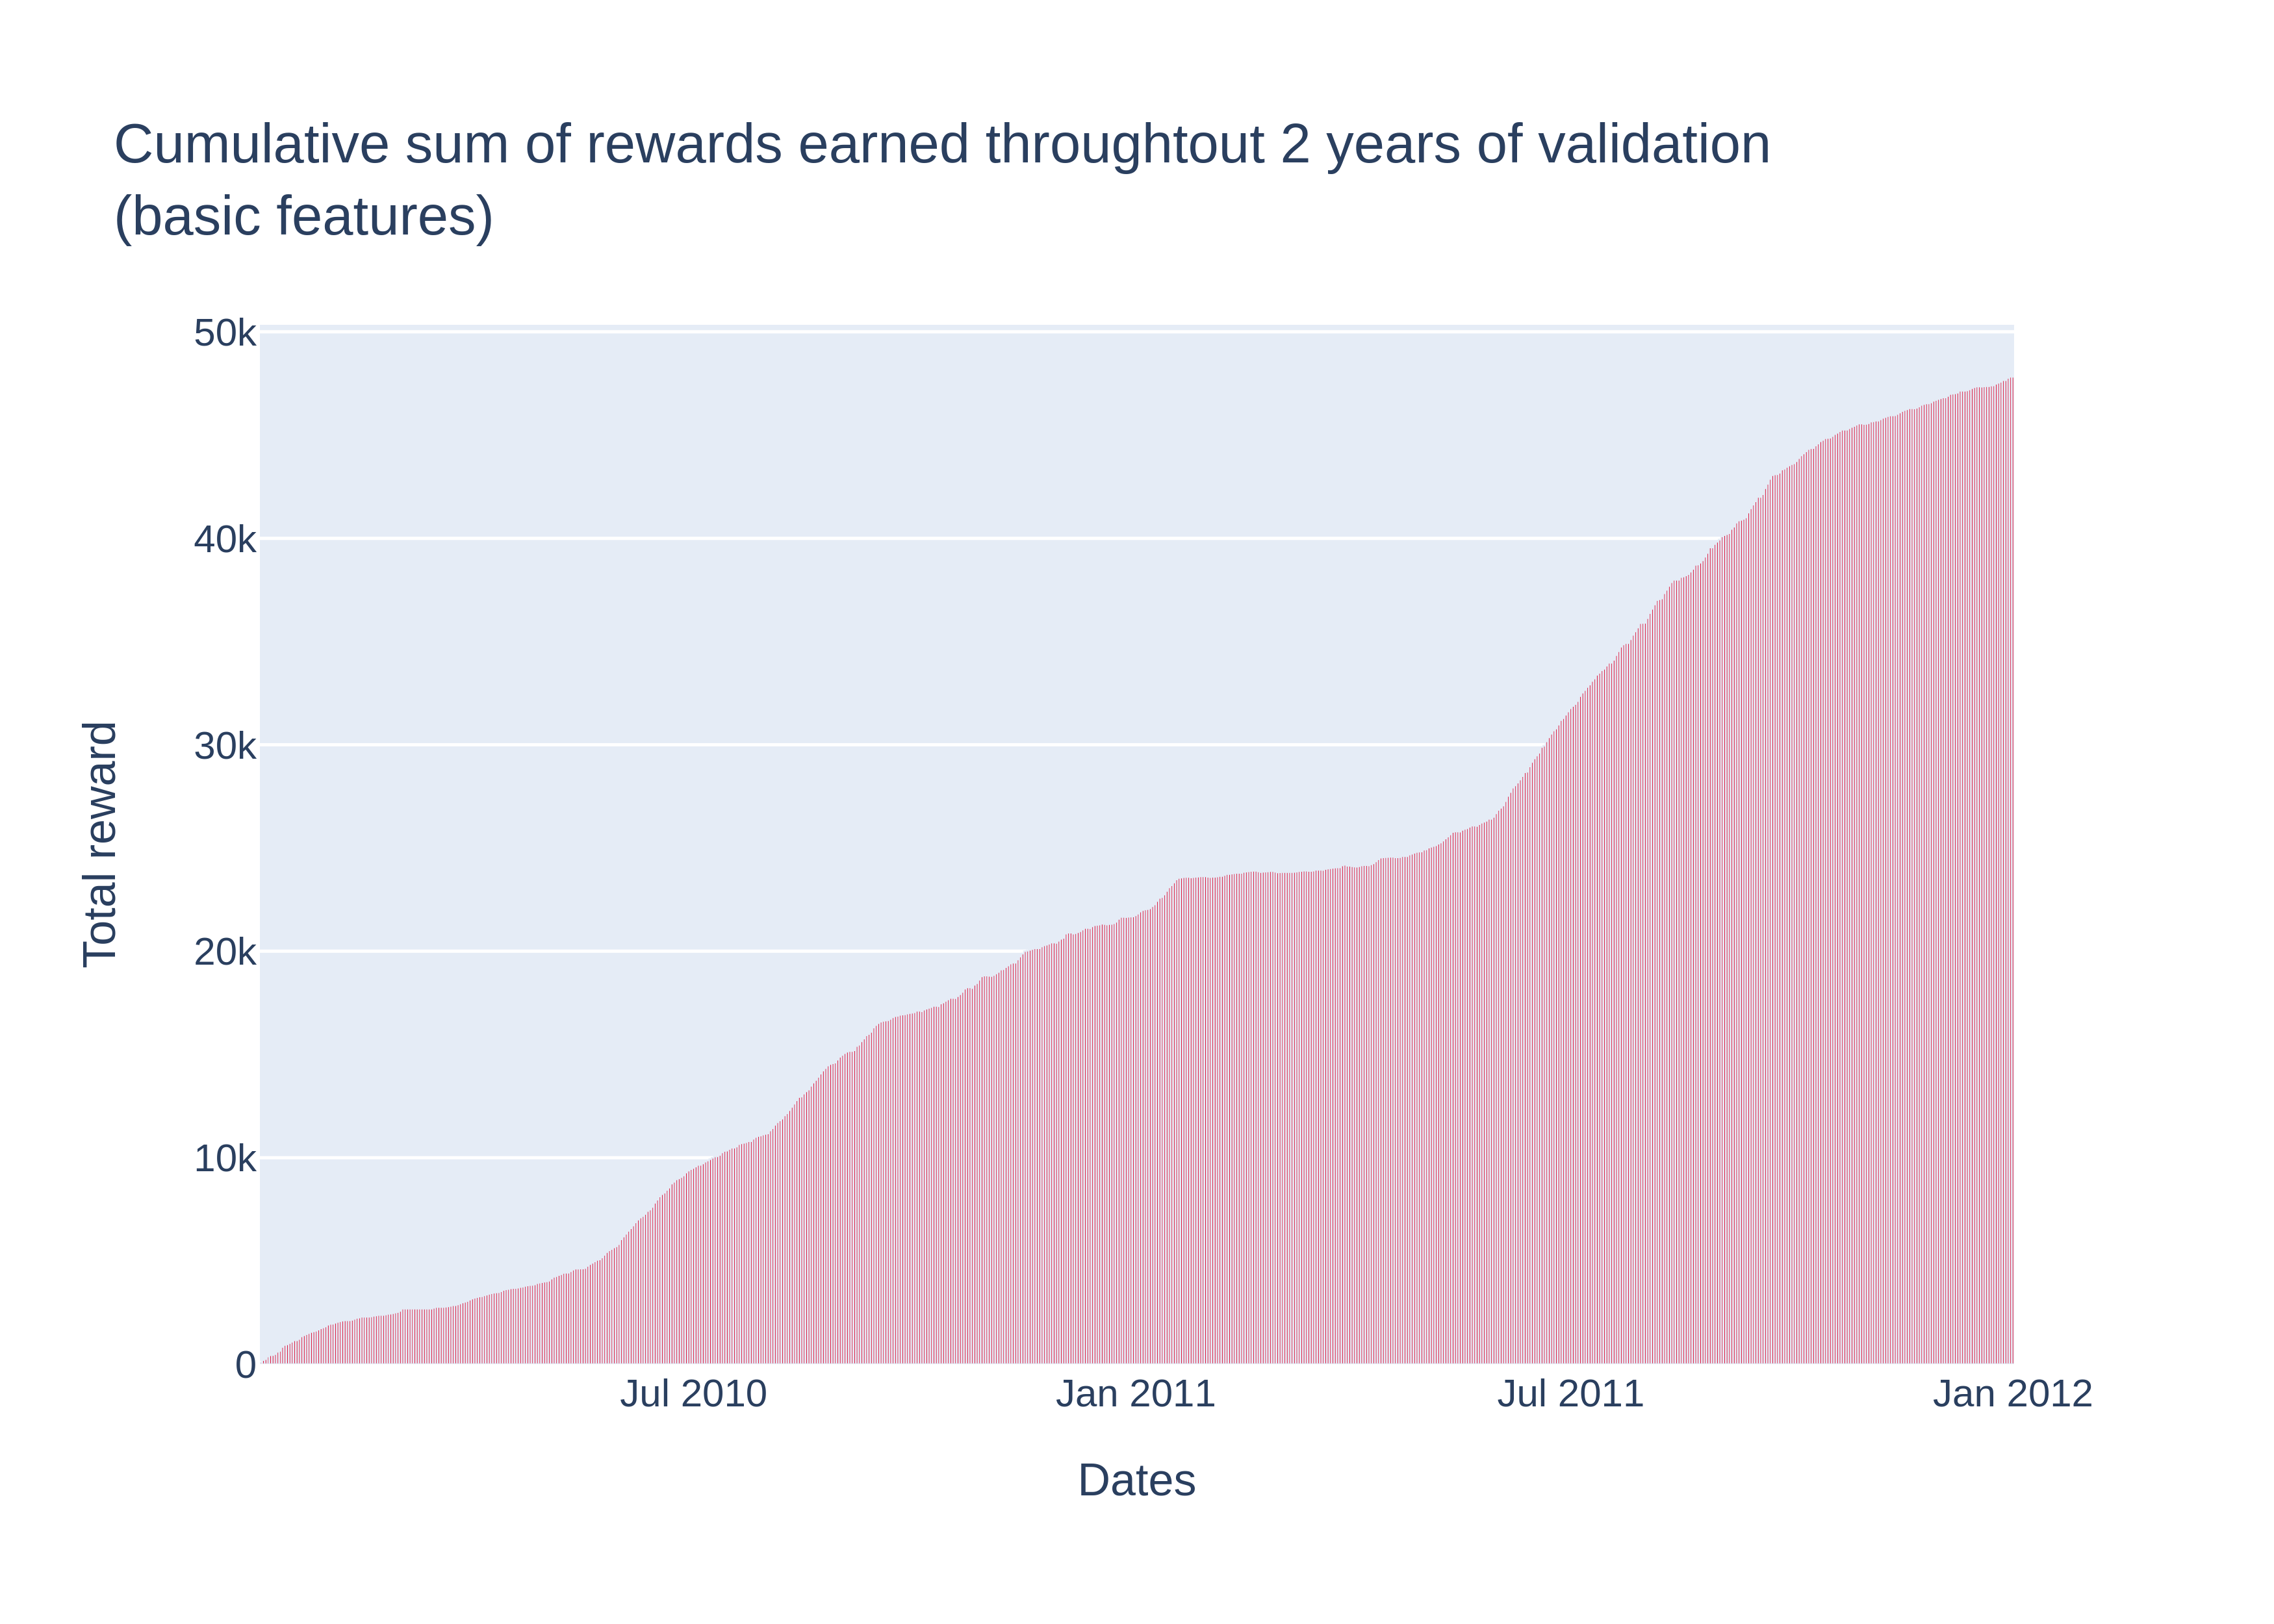 Cumulative sum of rewards earned throughtout 2 years of validation
(basic features)
50k
40k
30k
20k
10k
0
Total reward
Jul 2010
Jan 2011
Jul 2011
Jan 2012
Dates